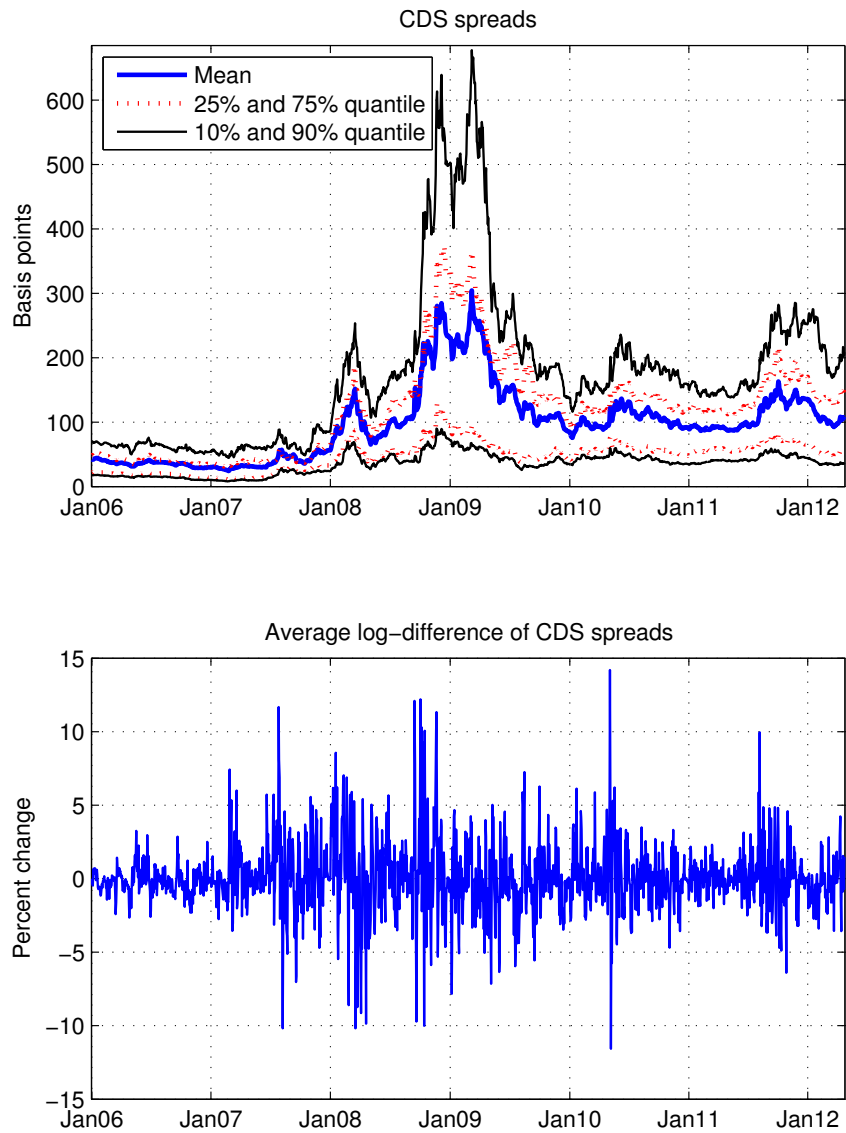 CDS spreads
Mean
25% and 75% quantile
10% and 90% quantile
Basis points
600
500
400
300
200
100
0
Jan06 Jan07 Jan08 Jan09 Jan10 Jan11 Jan12
Average log−difference of CDS spreads
Percent change
15
10
5
0
−5
−10
−15
Jan06 Jan07 Jan08 Jan09 Jan10 Jan11 Jan12